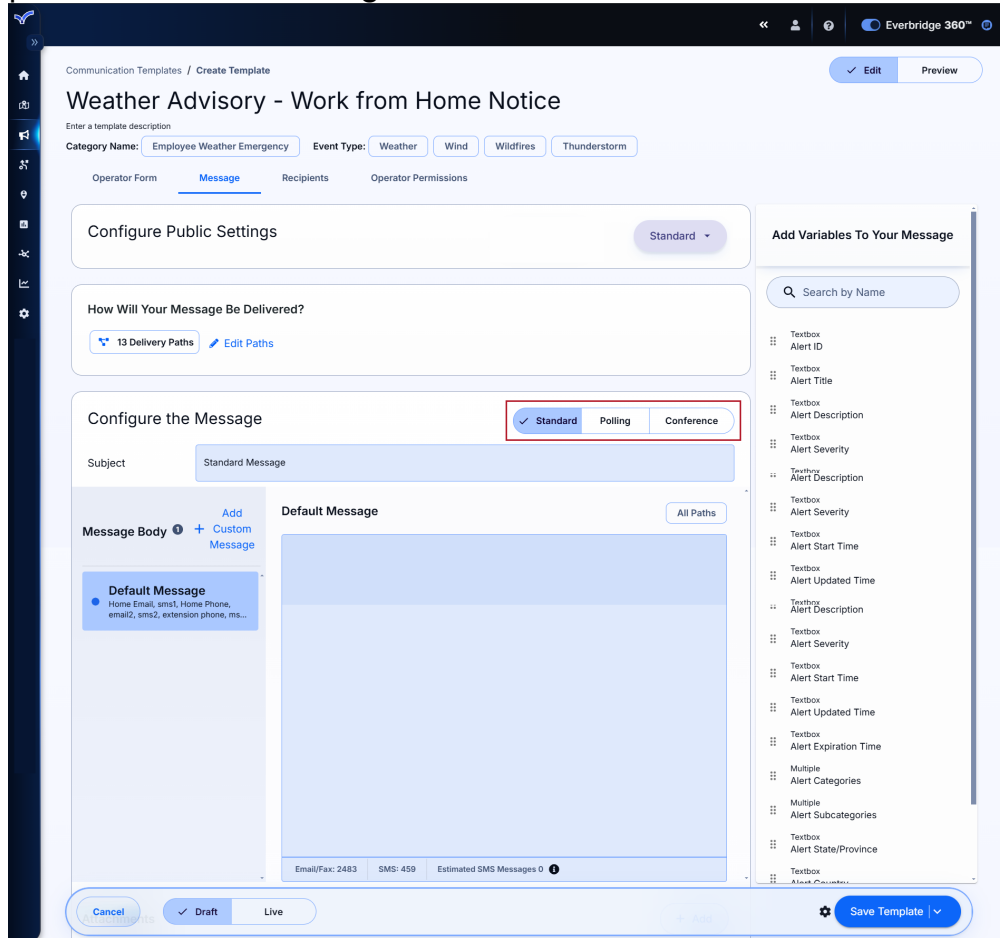 Everbridge 360™
Communication Templates / Create Template
Edit
Preview
Weather Advisory - Work from Home Notice
Enter a template description
Category Name: Employee Weather Emergency Event Type: Weather Wind Wildfires Thunderstorm
Operator Form Message Recipients Operator Permissions
Configure Public Settings
Standard
How Will Your Message Be Delivered?
13 Delivery Paths Edit Paths
Configure the Message
Standard Polling Conference
Subject
Standard Message
Message Body
Add
Custom
Message
Default Message
Home Email, sms1, Home Phone,
email2, sms2, extension phone, ms...
Default Message
All Paths
Email/Fax: 2483 SMS: 459 Estimated SMS Messages 0
Add Variables To Your Message
Search by Name
Textbox
Alert ID
Textbox
Alert Title
Textbox
Alert Description
Textbox
Alert Severity
Textbox
Alert Description
Textbox
Alert Severity
Textbox
Alert Start Time
Textbox
Alert Updated Time
Textbox
Alert Description
Textbox
Alert Severity
Textbox
Alert Start Time
Textbox
Alert Updated Time
Textbox
Alert Expiration Time
Multiple
Alert Categories
Multiple
Alert Subcategories
Textbox
Alert State/Province
Textbox
Alert Country
Attachments
Add
Cancel
Draft Live
Save Template